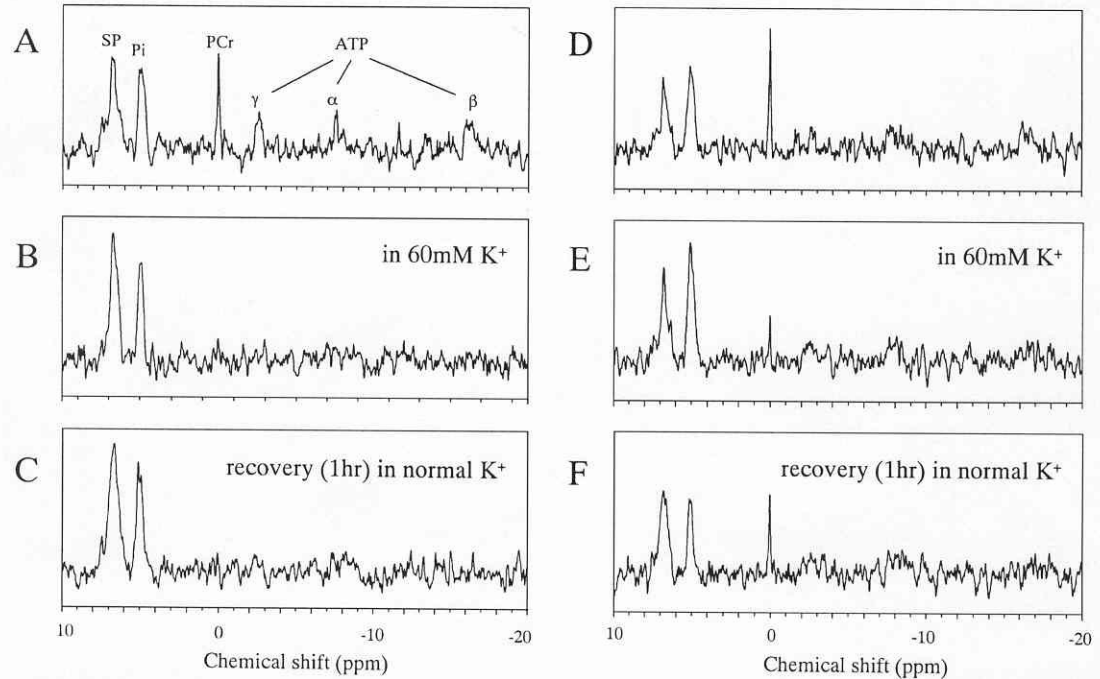 A
SP
Pi
PCr
ATP
γ
α
β
B
in 60mM K⁺
C
recovery (1hr) in normal K⁺
10
0
-10
-20
Chemical shift (ppm)
D
E
in 60mM K⁺
F
recovery (1hr) in normal K⁺
10
0
-10
-20
Chemical shift (ppm)